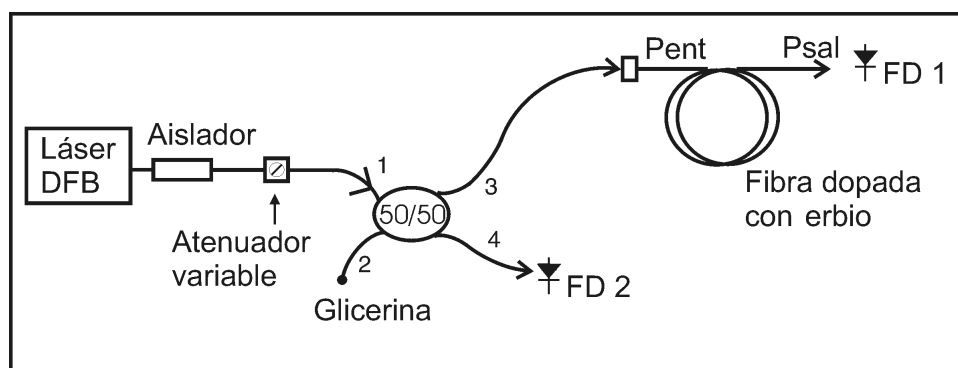 Láser
DFB
Aislador
Atenuador
variable
1
2
Glicerina
50/50
3
4
FD 2
Pent
Psal
FD 1
Fibra dopada
con erbio